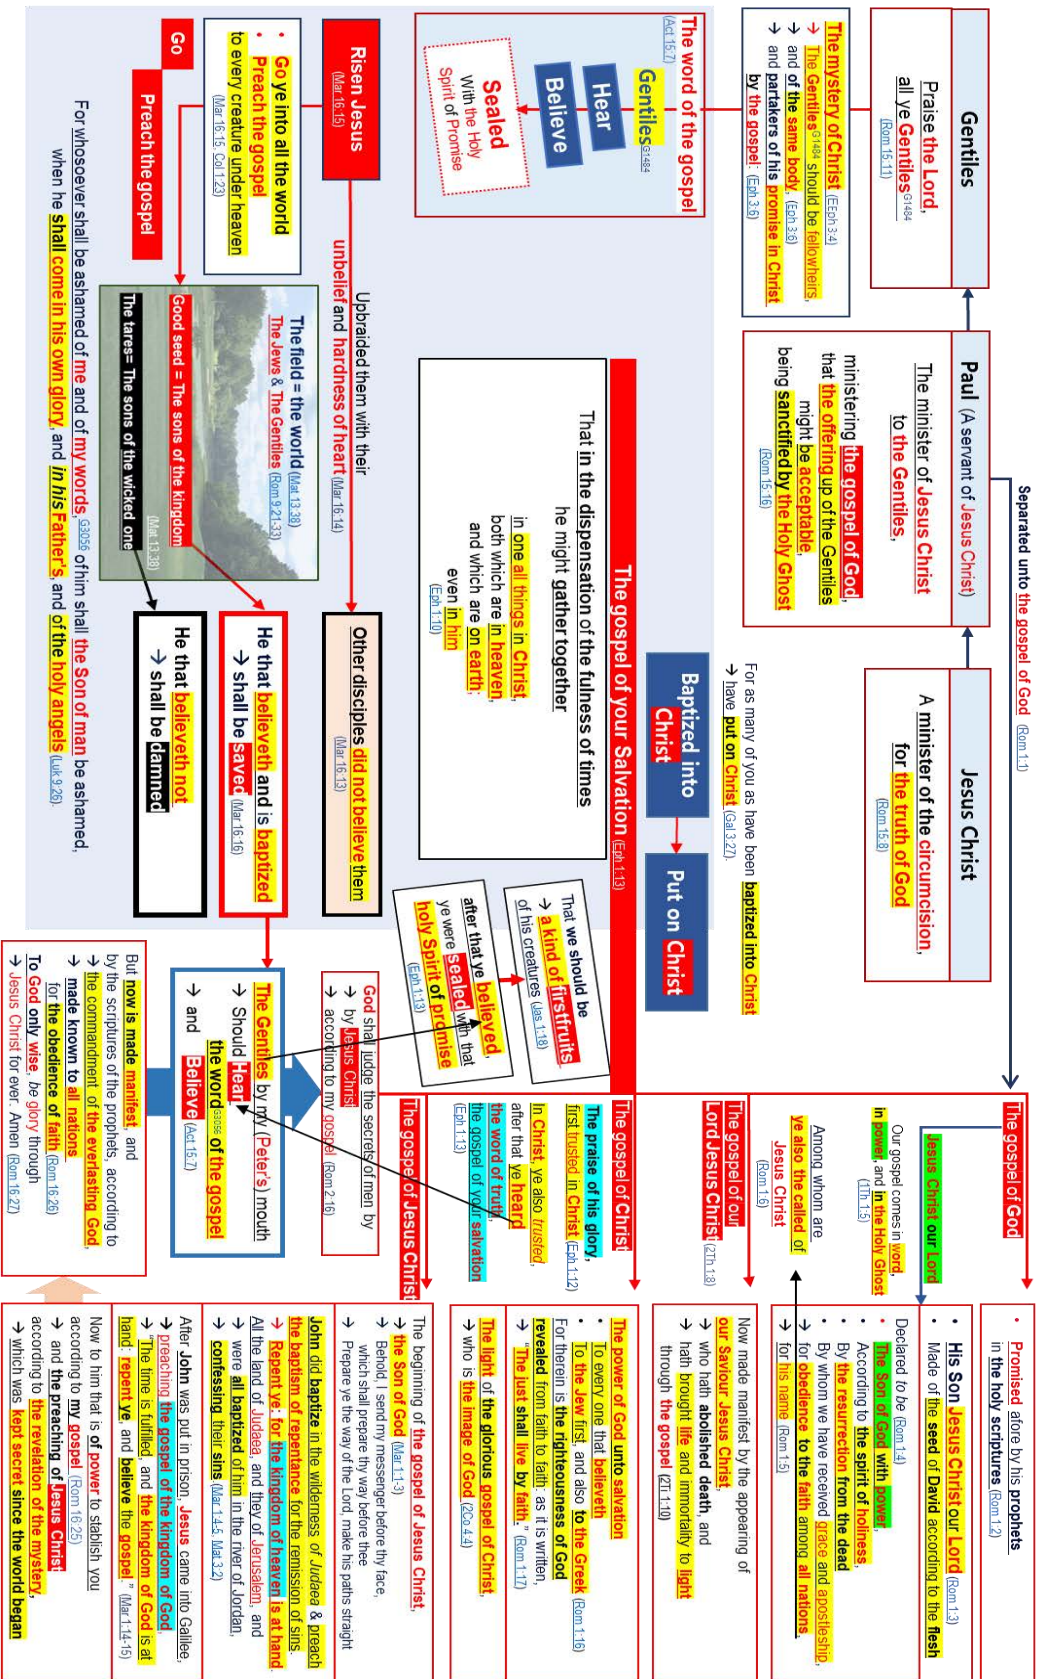 Separated unto the gospel of God (Rom 1:1)
Gentiles
Praise the Lord,
all ye GentilesG1484
(Rom 15:11)
Paul (A servant of Jesus Christ)
The minister of Jesus Christ
to the Gentiles,
ministering the gospel of God,
that the offering up of the Gentiles
might be acceptable,
being sanctified by the Holy Ghost
(Rom 15:16)
Jesus Christ
A minister of the circumcision,
for the truth of God
(Rom 15:8)
The mystery of Christ (EEph 3:4)
→ The GentilesG1484 should be fellowheirs,
→ and of the same body, (Eph 3:6)
→ and partakers of his promise in Christ
by the gospel: (Eph 3:6)
The word of the gospel
(Act 15:7)
GentilesG1484
Hear
Believe
Sealed
With the Holy
Spirit of Promise
For as many of you as have been baptized into Christ
→ have put on Christ (Gal 3:27).
Baptized into
Christ
Put on Christ
The gospel of your Salvation (Eph 1:13)
That in the dispensation of the fulness of times
he might gather together
in one all things in Christ,
both which are in heaven,
and which are on earth;
even in him
(Eph 1:10)
That we should be
→ a kind of firstfruits
of his creatures (Jas 1:18)
after that ye believed,
ye were sealed with that
holy Spirit of promise
(Eph 1:13)
Risen Jesus
(Mar 16:15)
Upbraided them with their
unbelief and hardness of heart (Mar 16:14)
Other disciples did not believe them
(Mar 16:13)
• Go ye into all the world
• Preach the gospel
to every creature under heaven
(Mar 16:15, Col 1:23)
Go
Preach the gospel
The field = the world (Mat 13:38)
The Jews & The Gentiles (Rom 9:21-33)
Good seed = The sons of the kingdom
The tares= The sons of the wicked one
(Mat 13:38)
He that believeth and is baptized
→ shall be saved (Mar 16:16)
He that believeth not
→ shall be damned
For whosoever shall be ashamed of me and of my words,G3056 of him shall the Son of man be ashamed,
when he shall come in his own glory, and in his Father's, and of the holy angels (Luk 9:26).
The gospel of God
Jesus Christ our Lord
Our gospel comes in word,
in power, and in the Holy Ghost
(1Th 1:5)
Among whom are
ye also the called of
Jesus Christ
(Rom 1:6)
The gospel of our
Lord Jesus Christ (2Th 1:8)
The gospel of Christ
The praise of his glory,
first trusted in Christ (Eph 1:12)
In Christ, ye also trusted,
after that ye heard
the word of truth,
the gospel of your salvation
(Eph 1:13)
The gospel of Jesus Christ
God shall judge the secrets of men by
→ by Jesus Christ
→ according to my gospel (Rom 2:16)
The Gentiles by my (Peter's) mouth
→ Should Hear
the wordG3056 of the gospel
→ and Believe (Act 15:7)
But now is made manifest, and
by the scriptures of the prophets, according to
→ the commandment of the everlasting God,
→ made known to all nations
for the obedience of faith (Rom 16:26)
To God only wise, be glory through
→ Jesus Christ for ever. Amen (Rom 16:27)
• Promised afore by his prophets
in the holy scriptures (Rom 1:2)
• His Son Jesus Christ our Lord (Rom 1:3)
• Made of the seed of David according to the flesh
Declared to be (Rom 1:4)
• The Son of God with power,
• According to the spirit of holiness,
• By the resurrection from the dead
• By whom we have received grace and apostleship,
→ for obedience to the faith among all nations,
→ for his name (Rom 1:5)
Now made manifest by the appearing of
our Saviour Jesus Christ,
→ who hath abolished death, and
→ hath brought life and immortality to light
through the gospel (2Ti 1:10)
The power of God unto salvation
• To every one that believeth
• To the Jew first, and also to the Greek (Rom 1:16)
For therein is the righteousness of God
revealed from faith to faith: as it is written,
→ "The just shall live by faith." (Rom 1:17)
The light of the glorious gospel of Christ,
→ who is the image of God (2Co 4:4)
The beginning of the gospel of Jesus Christ,
→ the Son of God (Mar 1:1-3)
→ Behold, I send my messenger before thy face,
which shall prepare thy way before thee
→ Prepare ye the way of the Lord, make his paths straight
John did baptize in the wilderness of Judaea & preach
the baptism of repentance for the remission of sins.
→ Repent ye: for the kingdom of heaven is at hand.
All the land of Judaea, and they of Jerusalem, and
→ were all baptized of him in the river of Jordan,
→ confessing their sins (Mar 1:4-5, Mat 3:2)
After John was put in prison, Jesus came into Galilee,
→ preaching the gospel of the kingdom of God,
→ "The time is fulfilled, and the kingdom of God is at
hand: repent ye, and believe the gospel." (Mar 1:14-15)
Now to him that is of power to stablish you
according to my gospel (Rom 16:25)
→ and the preaching of Jesus Christ
according to the revelation of the mystery,
→ which was kept secret since the world began